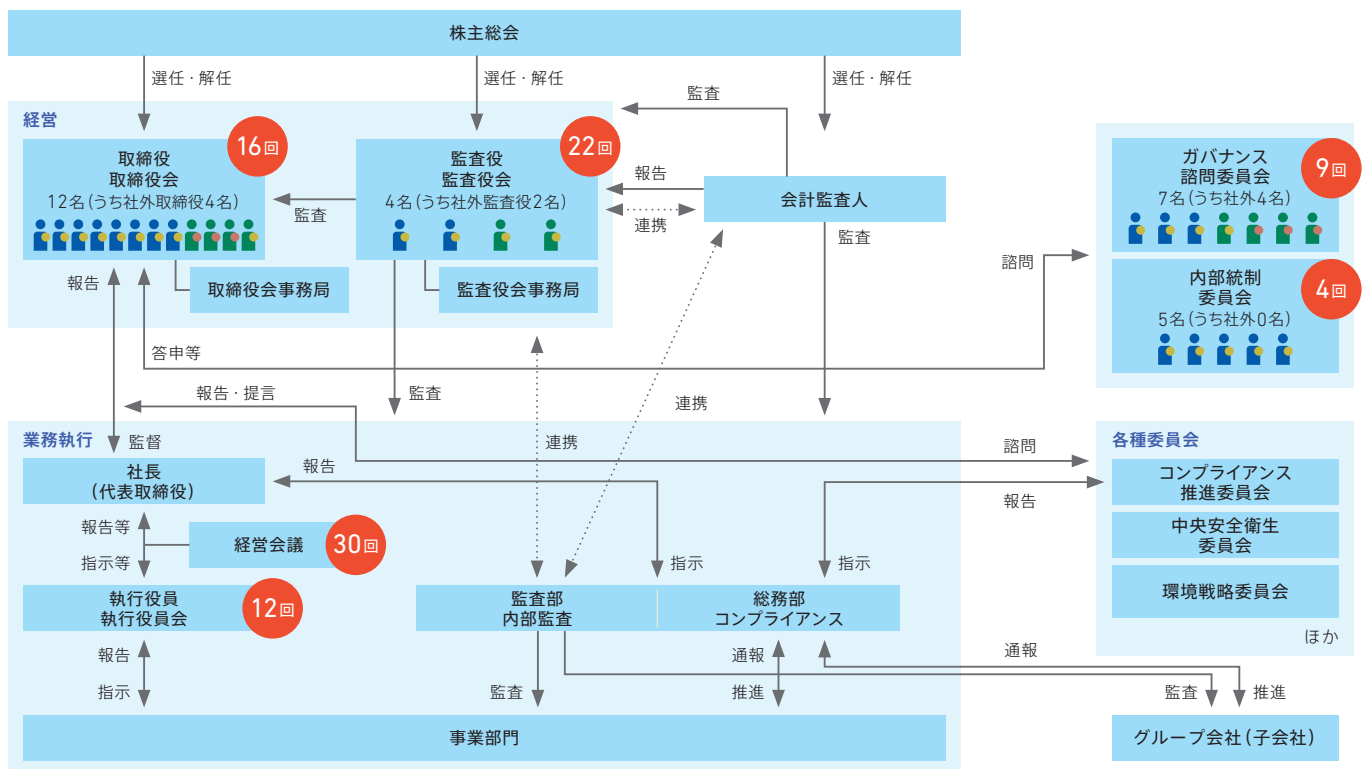 株主総会
選任・解任
選任・解任
選任・解任
監査
経営
16回
取締役
取締役会
12名(うち社外取締役4名)
22回
監査役
監査役会
4名(うち社外監査役2名)
監査
報告
連携
会計監査人
監査
取締役会事務局
監査役会事務局
報告
答申等
諮問
9回
ガバナンス
諮問委員会
7名(うち社外4名)
4回
内部統制
委員会
5名(うち社外0名)
報告・提言
監査
連携
連携
業務執行
監督
社長
(代表取締役)
報告
諮問
報告
報告等
指示等
経営会議
30回
指示
指示
執行役員
執行役員会
12回
監査部
内部監査
総務部
コンプライアンス
各種委員会
コンプライアンス
推進委員会
中央安全衛生
委員会
環境戦略委員会
ほか
報告
指示
監査
通報
推進
通報
監査
推進
事業部門
グループ会社(子会社)